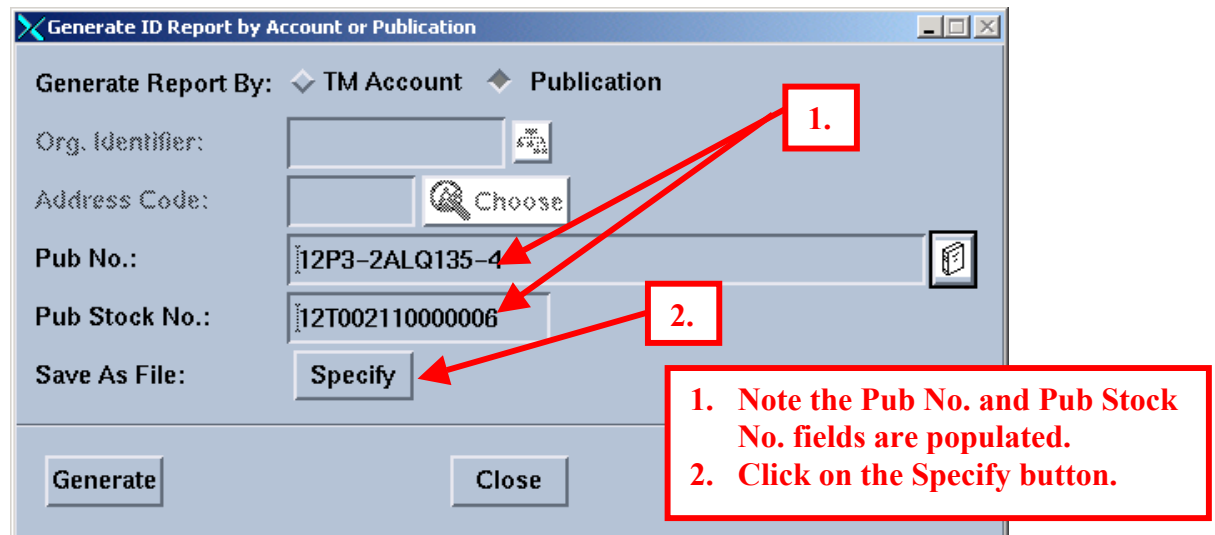 Generate ID Report by Account or Publication
Generate Report By: TM Account Publication
1.
Org. Identifier:
Address Code: Choose
Pub No.: 12P3-2ALQ135-4
Pub Stock No.: 12T002110000006
2.
Save As File: Specify
1. Note the Pub No. and Pub Stock
No. fields are populated.
2. Click on the Specify button.
Generate Close